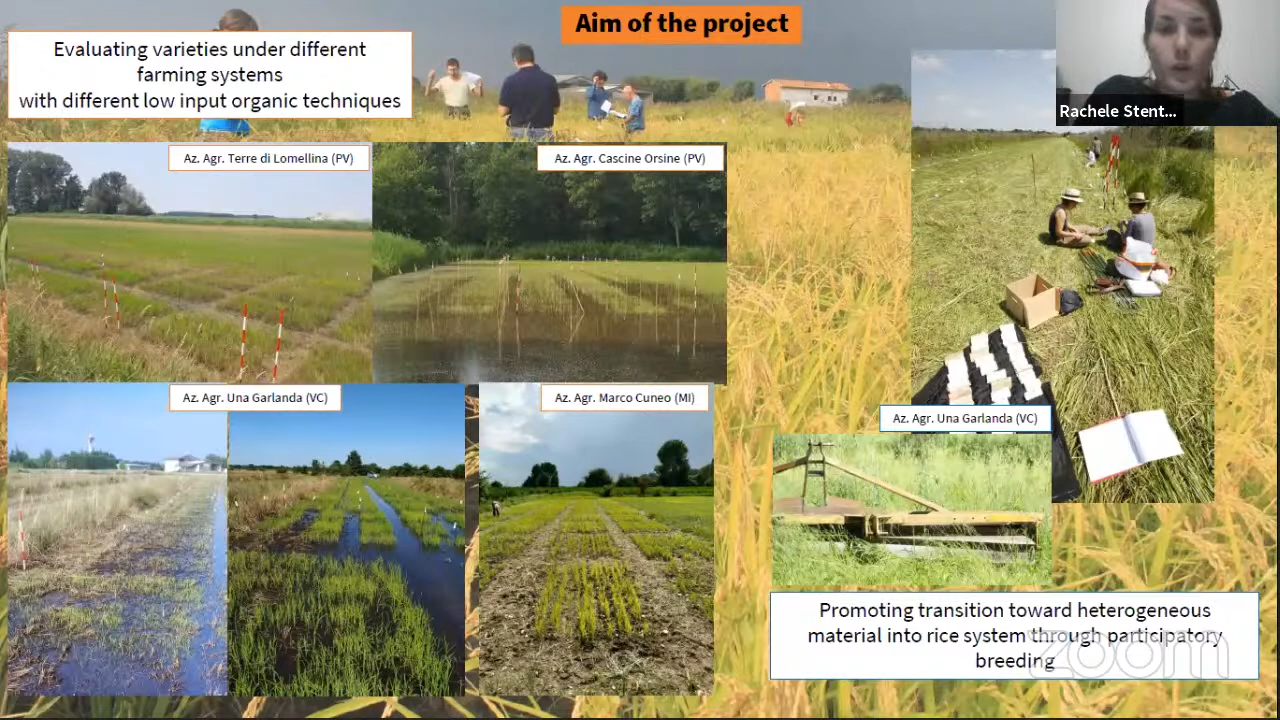 Aim of the project
Evaluating varieties under different
farming systems
with different low input organic techniques
Rachele Stent...
Az. Agr. Terre di Lomellina (PV)
Az. Agr. Cascine Orsine (PV)
Az. Agr. Una Garlanda (VC)
Az. Agr. Marco Cuneo (MI)
Az. Agr. Una Garlanda (VC)
Promoting transition toward heterogeneous
material into rice system through participatory
breeding
zoom